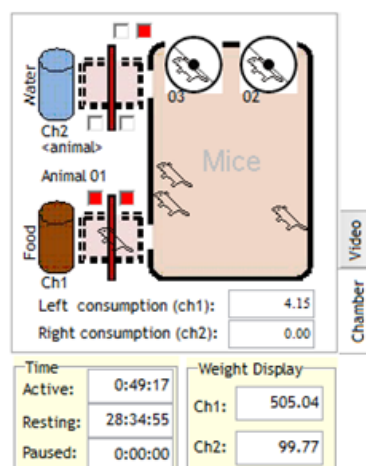 Water
03
02
Ch2
<animal>
Mice
Animal 01
Food
Ch1
Left consumption (ch1): 4.15
Right consumption (ch2): 0.00
Video
Chamber
Time
Active: 0:49:17
Resting: 28:34:55
Paused: 0:00:00
Weight Display
Ch1: 505.04
Ch2: 99.77